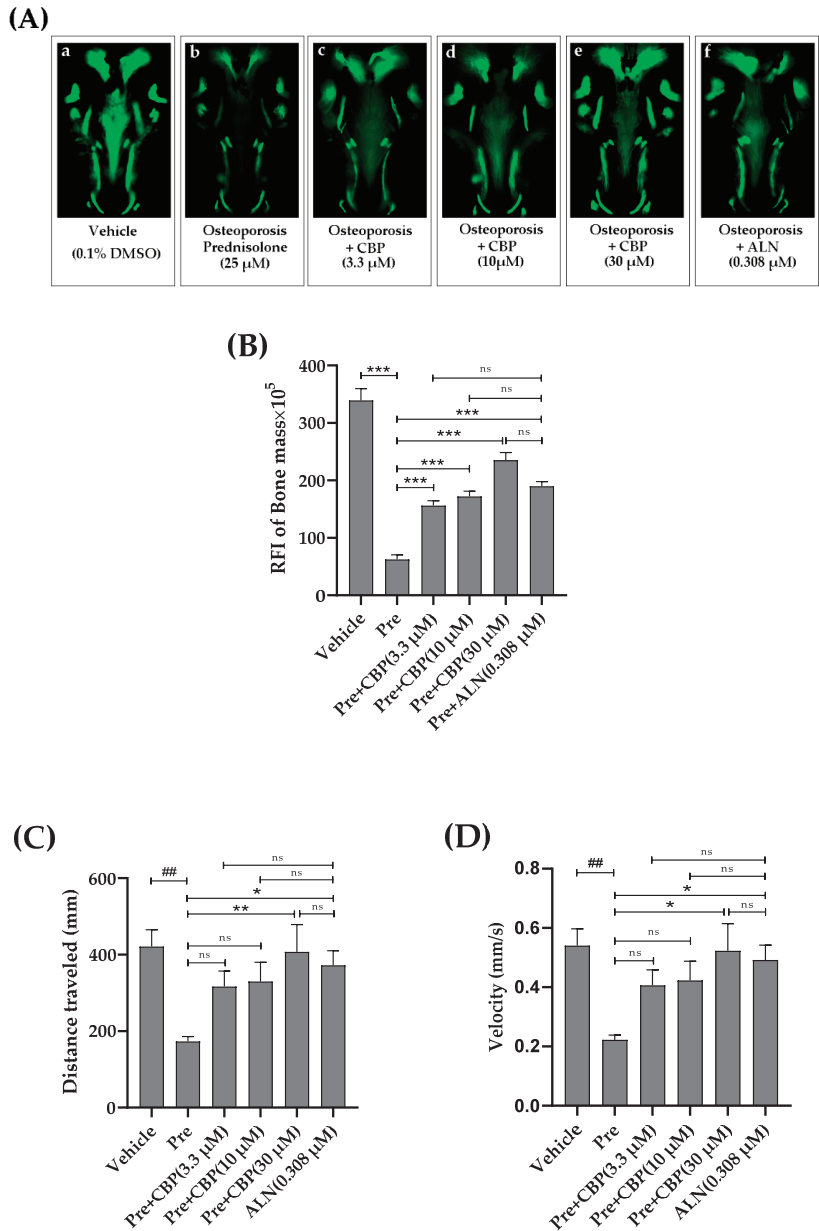 (A)
a
b
c
d
e
f
Vehicle
(0.1% DMSO)
Osteoporosis
Prednisolone
(25 μM)
Osteoporosis
+ CBP
(3.3 μM)
Osteoporosis
+ CBP
(10μM)
Osteoporosis
+ CBP
(30 μM)
Osteoporosis
+ ALN
(0.308 μM)
(B)
RFI of Bone mass×10⁵
400
300
200
100
0
***
ns
ns
***
***
ns
***
***
Vehicle
Pre
Pre+CBP(3.3 μM)
Pre+CBP(10 μM)
Pre+CBP(30 μM)
Pre+ALN(0.308 μM)
(C)
Distance traveled (mm)
600
400
200
0
ns
##
ns
*
**
ns
ns
ns
Vehicle
Pre
Pre+CBP(3.3 μM)
Pre+CBP(10 μM)
Pre+CBP(30 μM)
ALN(0.308 μM)
(D)
Velocity (mm/s)
0.8
0.6
0.4
0.2
0.0
ns
##
ns
*
*
ns
ns
ns
Vehicle
Pre
Pre+CBP(3.3 μM)
Pre+CBP(10 μM)
Pre+CBP(30 μM)
ALN(0.308 μM)